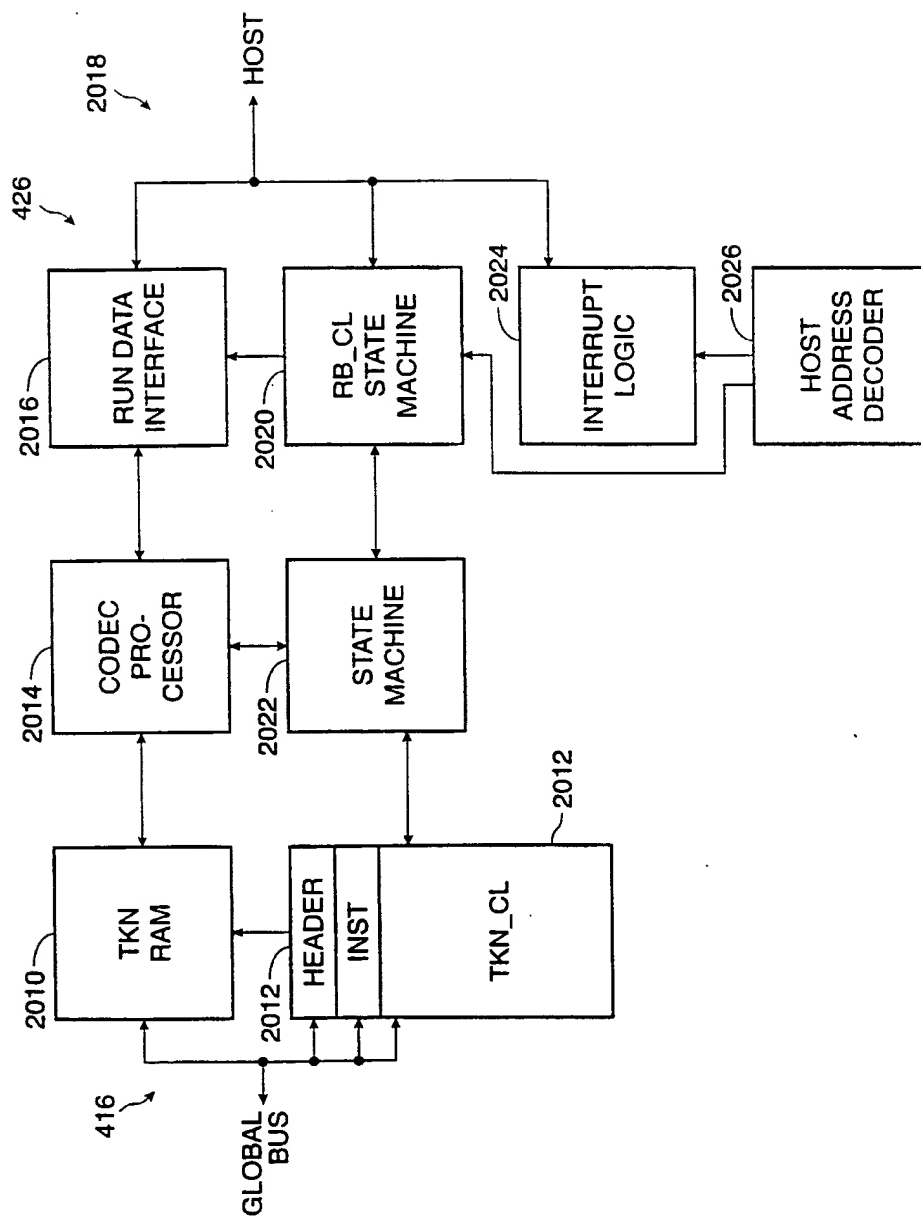 426
2018
416
2016
RUN DATA
INTERFACE
2014
CODEC
PRO-
CESSOR
2010
TKN
RAM
HOST
2020
RB_CL
STATE
MACHINE
2022
STATE
MACHINE
2012
HEADER
INST
TKN_CL
2012
GLOBAL
BUS
2024
INTERRUPT
LOGIC
2026
HOST
ADDRESS
DECODER